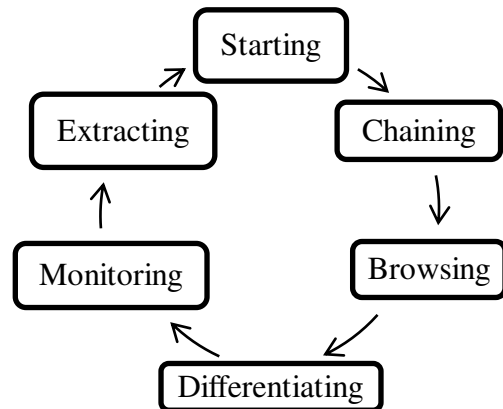 Starting
Chaining
Browsing
Differentiating
Monitoring
Extracting